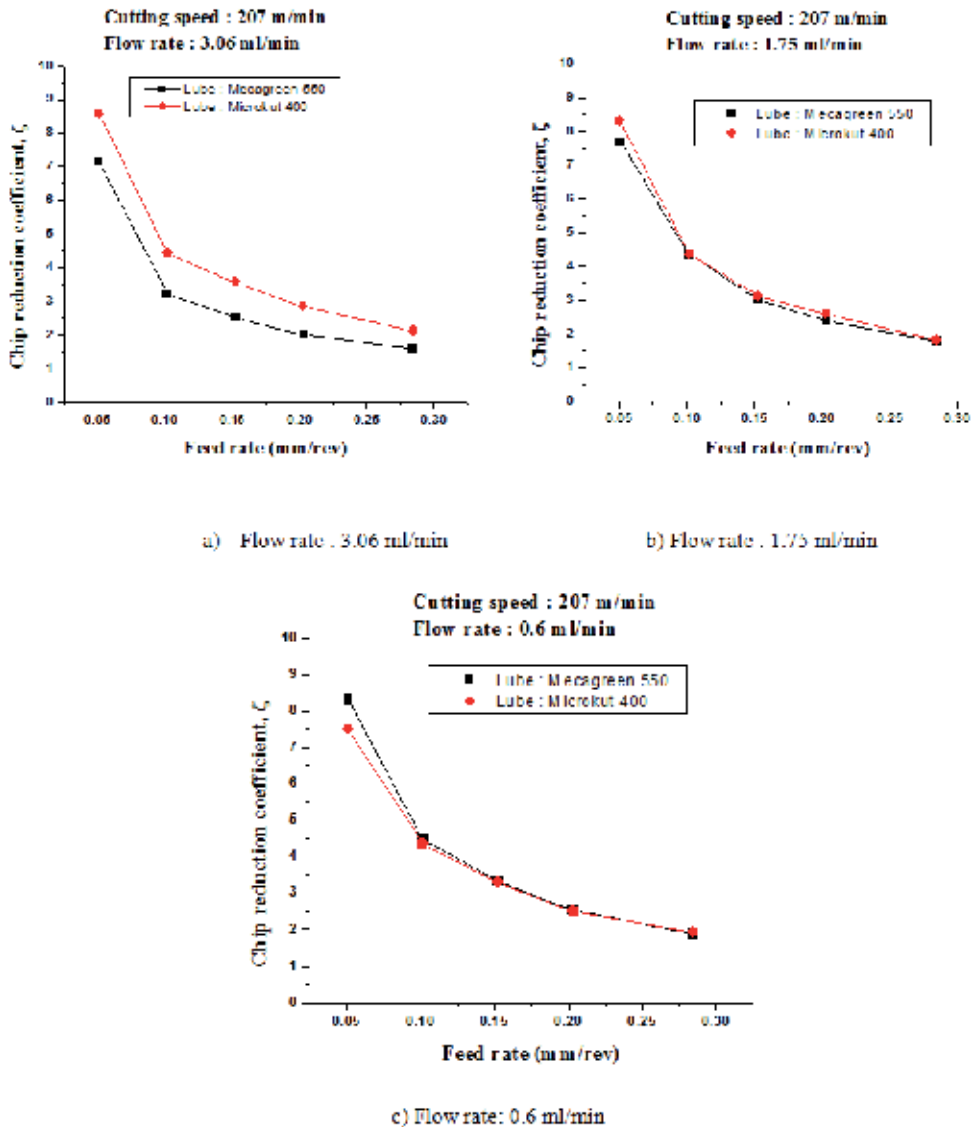 Cutting speed : 207 m/min
Flow rate : 3.06 ml/min
10
9
8
7
6
5
4
3
2
1
0
Lube : Mecagreen 550
Lube : Microkut 400
Chip reduction coefficient, ζ
0.05 0.10 0.15 0.20 0.25 0.30
Feed rate (mm/rev)
a) Flow rate : 3.06 ml/min
Cutting speed : 207 m/min
Flow rate : 1.75 ml/min
10
9
8
7
6
5
4
3
2
1
0
Lube : Mecagreen 550
Lube : Microkut 400
Chip reduction coefficient, ζ
0.05 0.10 0.15 0.20 0.25 0.30
Feed rate (mm/rev)
b) Flow rate : 1.75 ml/min
Cutting speed : 207 m/min
Flow rate : 0.6 ml/min
10
9
8
7
6
5
4
3
2
1
0
Lube : Mecagreen 550
Lube : Microkut 400
Chip reduction coefficient, ζ
0.05 0.10 0.15 0.20 0.25 0.30
Feed rate (mm/rev)
c) Flow rate: 0.6 ml/min